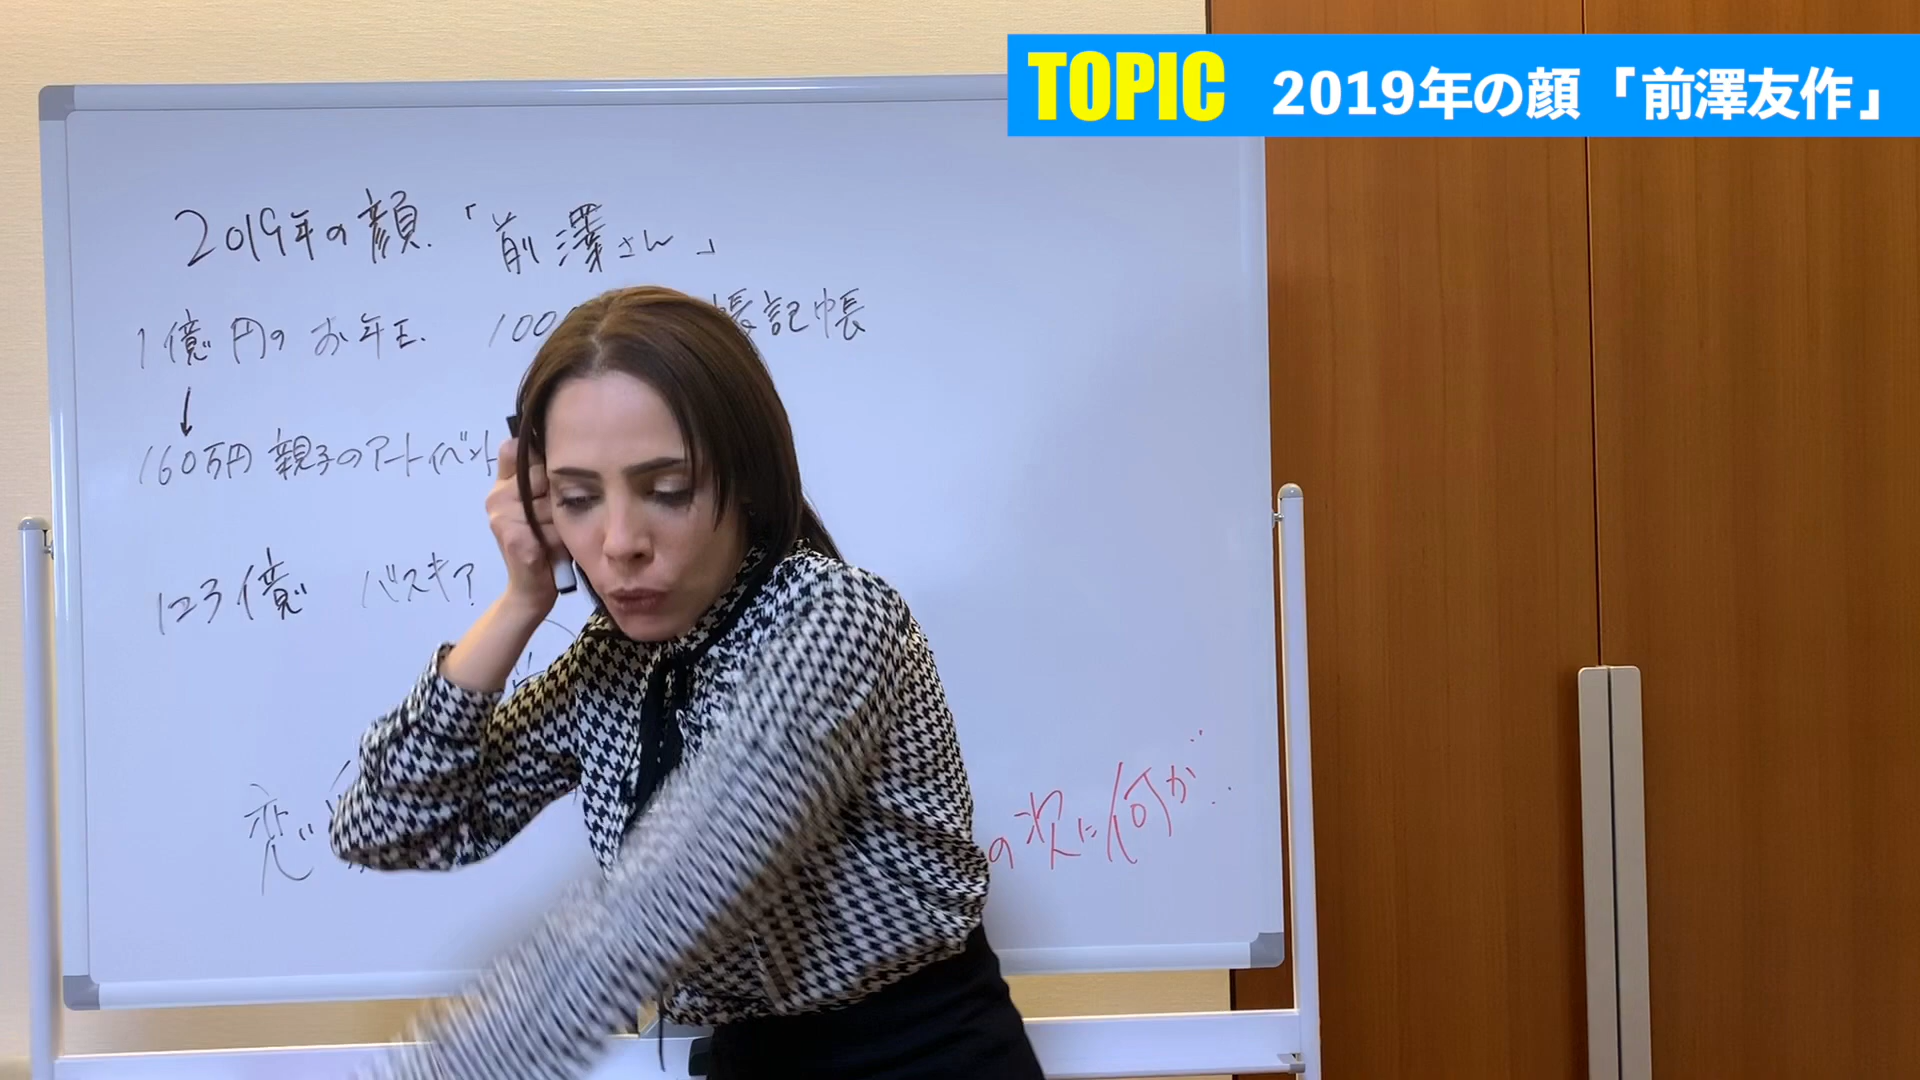 TOPIC 2019年の顔「前澤友作」
2019年の顔「前澤さん」
1億円のお年玉 100 帳記帳
160万円 親子のアートイベント
123億 バスキア
恋
の次に何か‥